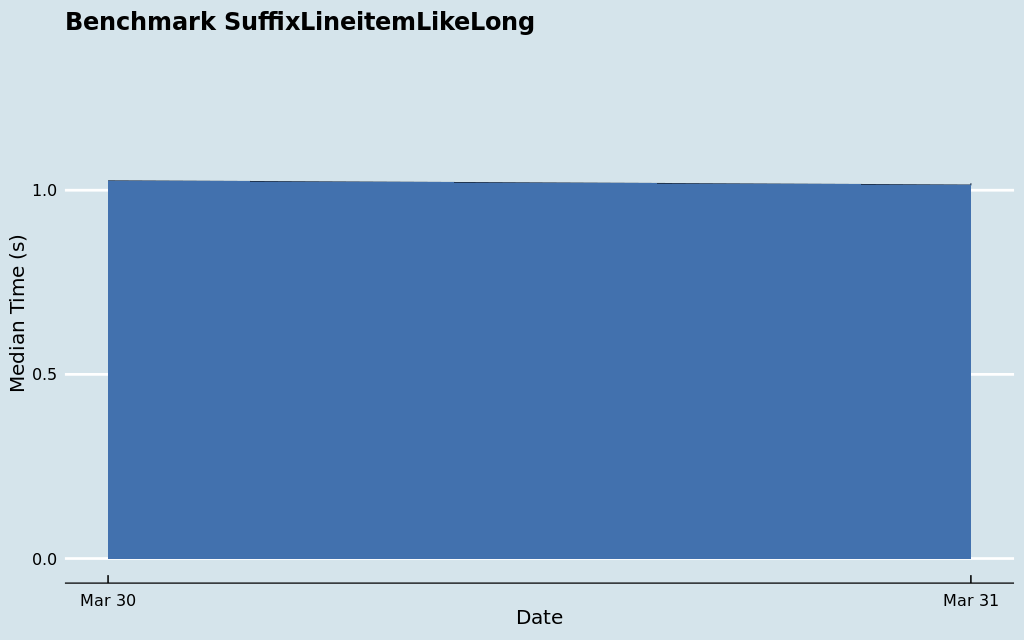 Benchmark SuffixLineitemLikeLong
Median Time (s)
1.0
0.5
0.0
Mar 30
Mar 31
Date